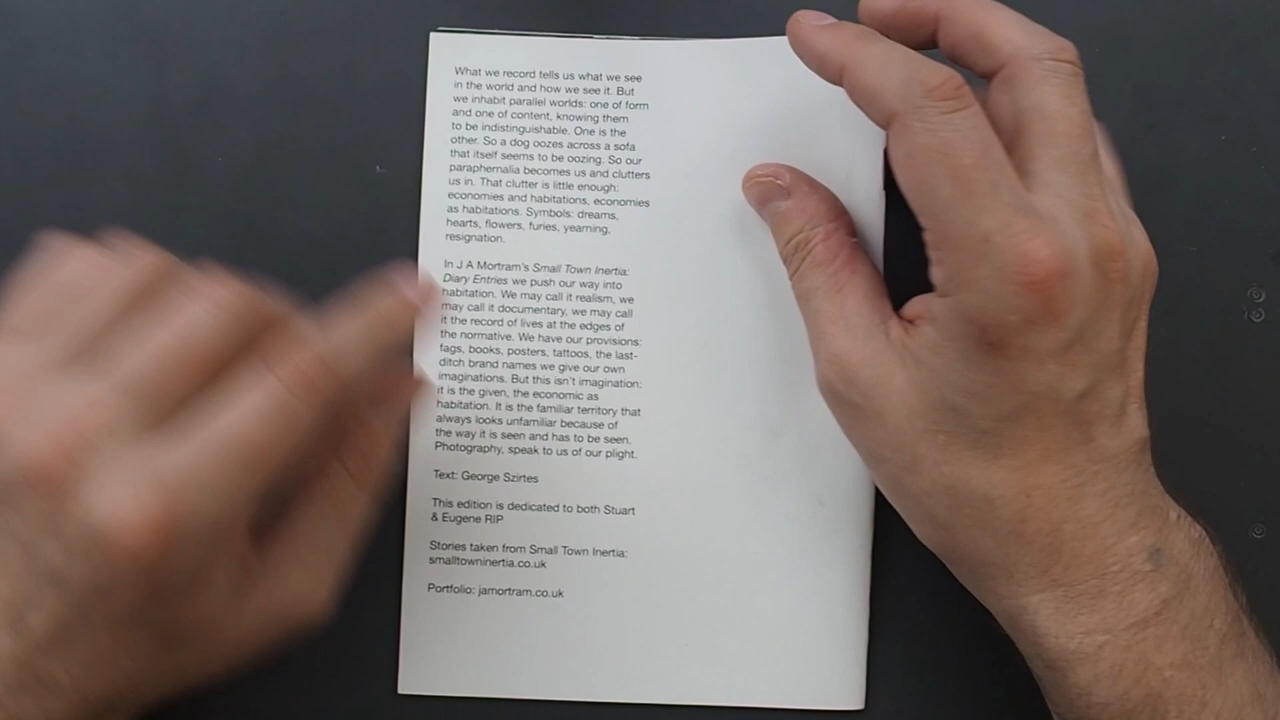 What we record tells us what we see
in the world and how we see it. But
we inhabit parallel worlds: one of form
and one of content, knowing them
to be indistinguishable. One is the
other. So a dog oozes across a sofa
that itself seems to be oozing. So our
paraphernalia becomes us and clutters
us in. That clutter is little enough:
economies and habitations, economies
as habitations. Symbols: dreams,
hearts, flowers, furies, yearning,
resignation.
In J A Mortram's Small Town Inertia:
Diary Entries we push our way into
habitation. We may call it realism, we
may call it documentary, we may call
it the record of lives at the edges of
the normative. We have our provisions:
fags, books, posters, tattoos, the last-
ditch brand names we give our own
imaginations. But this isn't imagination:
it is the given, the economic as
habitation. It is the familiar territory that
always looks unfamiliar because of
the way it is seen and has to be seen.
Photography, speak to us of our plight.
Text: George Szirtes
This edition is dedicated to both Stuart
& Eugene RIP
Stories taken from Small Town Inertia:
smalltowninertia.co.uk
Portfolio: jamortram.co.uk